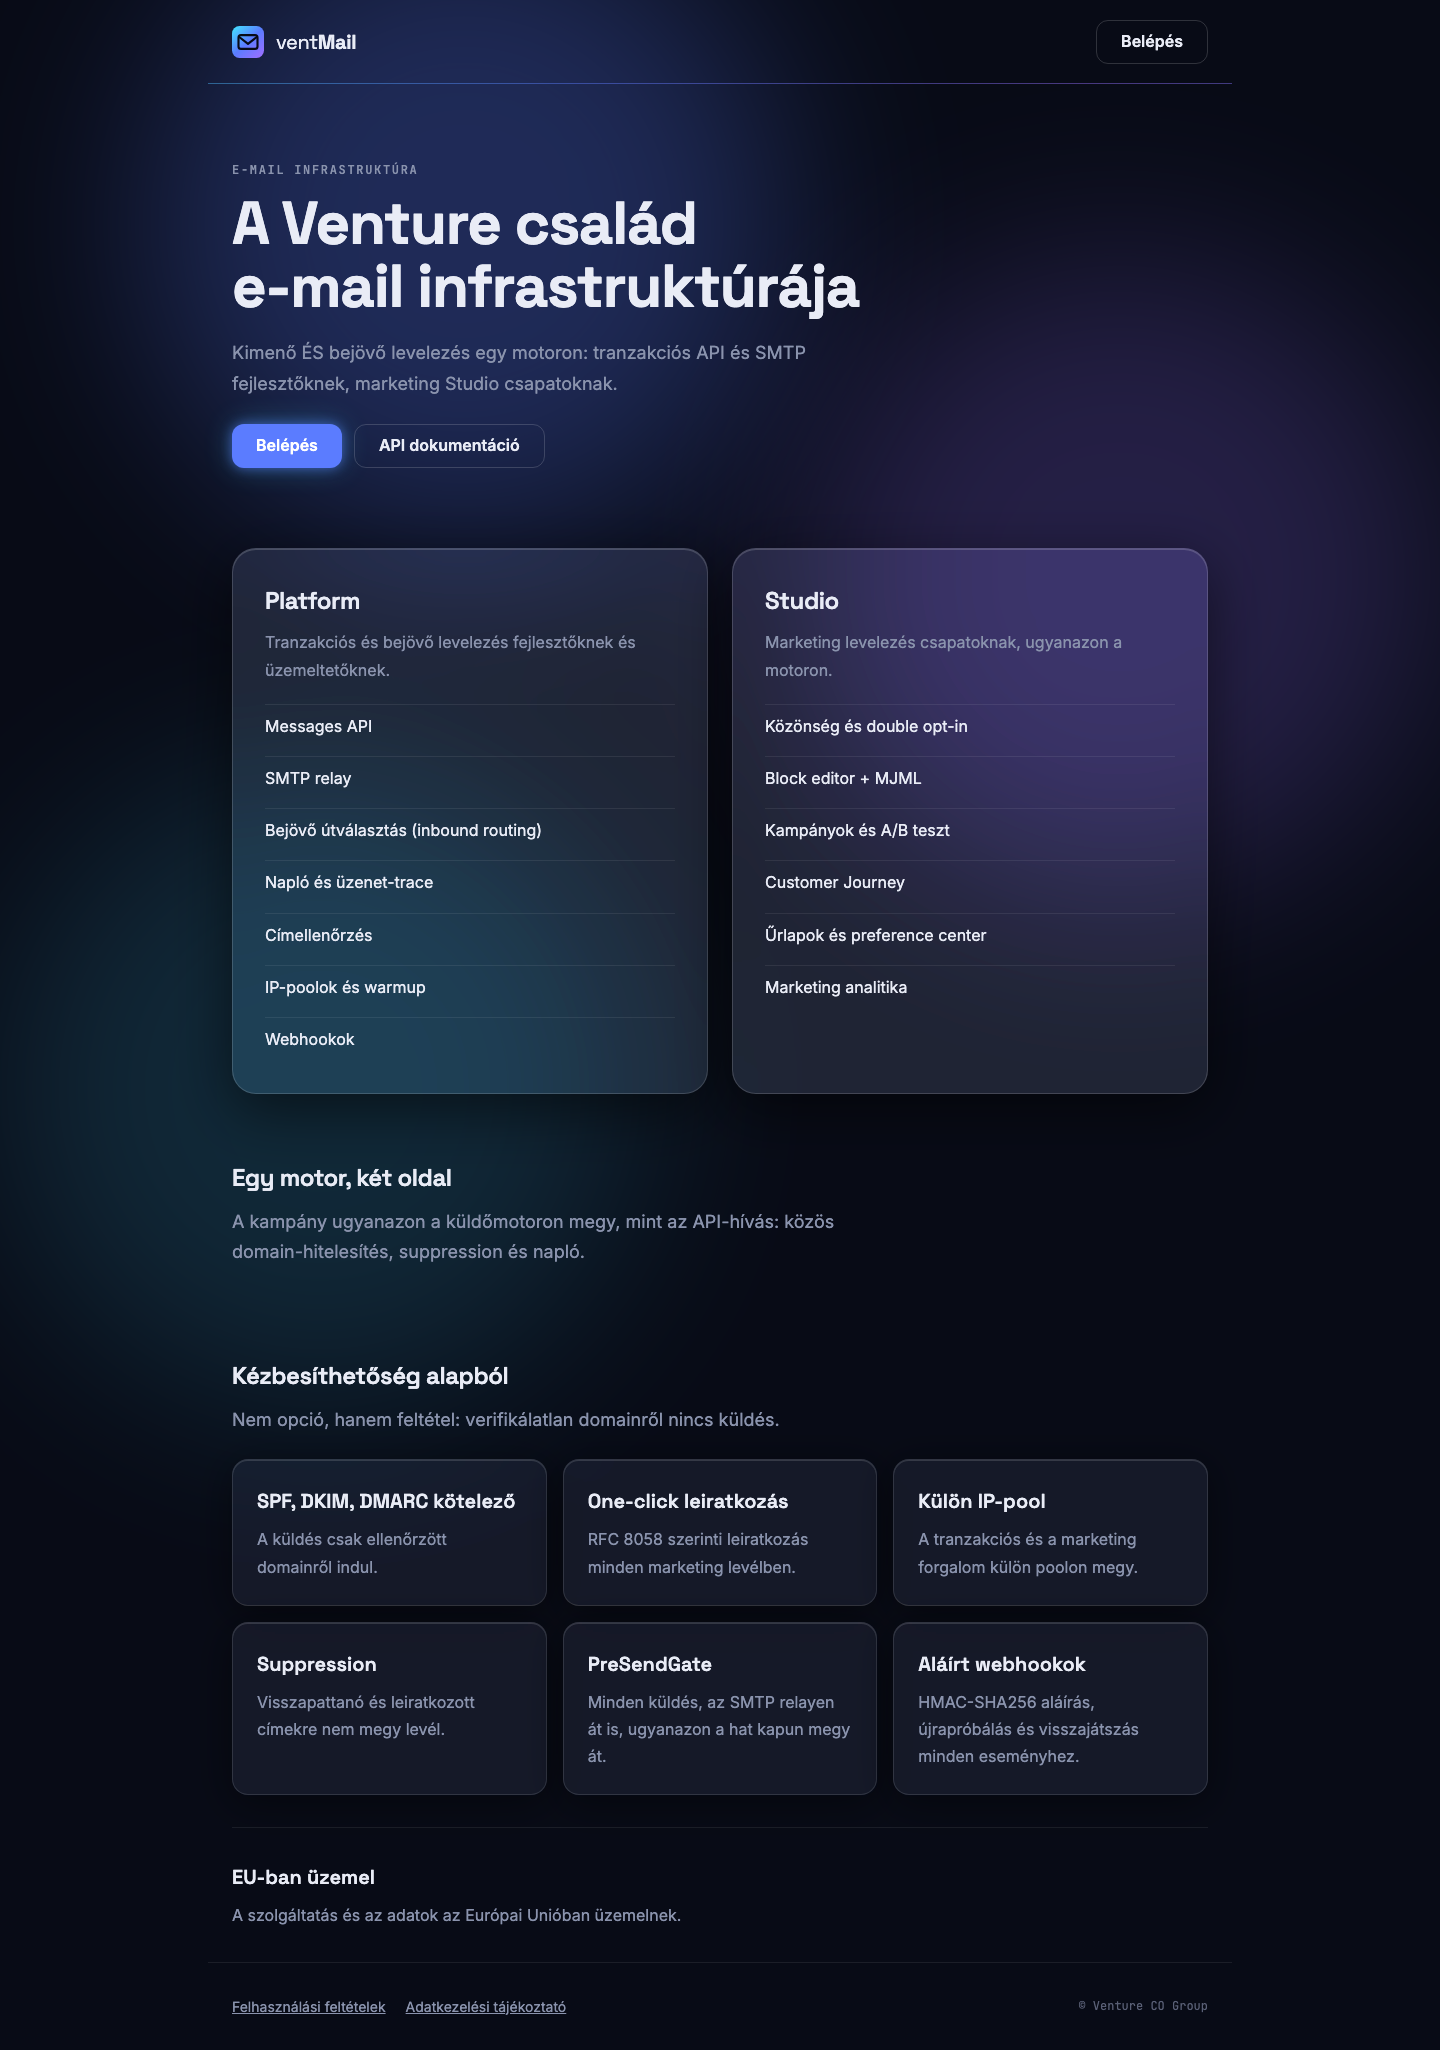 ventMail
Belépés
E-MAIL INFRASTRUKTÚRA
A Venture család
e-mail infrastruktúrája
Kimenő ÉS bejövő levelezés egy motoron: tranzakciós API és SMTP
fejlesztőknek, marketing Studio csapatoknak.
Belépés
API dokumentáció
Platform
Tranzakciós és bejövő levelezés fejlesztőknek és
üzemeltetőknek.
Messages API
SMTP relay
Bejövő útválasztás (inbound routing)
Napló és üzenet-trace
Címellenőrzés
IP-poolok és warmup
Webhookok
Studio
Marketing levelezés csapatoknak, ugyanazon a
motoron.
Közönség és double opt-in
Block editor + MJML
Kampányok és A/B teszt
Customer Journey
Űrlapok és preference center
Marketing analitika
Egy motor, két oldal
A kampány ugyanazon a küldőmotoron megy, mint az API-hívás: közös
domain-hitelesítés, suppression és napló.
Kézbesíthetőség alapból
Nem opció, hanem feltétel: verifikálatlan domainről nincs küldés.
SPF, DKIM, DMARC kötelező
A küldés csak ellenőrzött
domainről indul.
One-click leiratkozás
RFC 8058 szerinti leiratkozás
minden marketing levélben.
Külön IP-pool
A tranzakciós és a marketing
forgalom külön poolon megy.
Suppression
Visszapattanó és leiratkozott
címekre nem megy levél.
PreSendGate
Minden küldés, az SMTP relayen
át is, ugyanazon a hat kapun megy
át.
Aláírt webhookok
HMAC-SHA256 aláírás,
újrapróbálás és visszajátszás
minden eseményhez.
EU-ban üzemel
A szolgáltatás és az adatok az Európai Unióban üzemelnek.
Felhasználási feltételek
Adatkezelési tájékoztató
© Venture CO Group